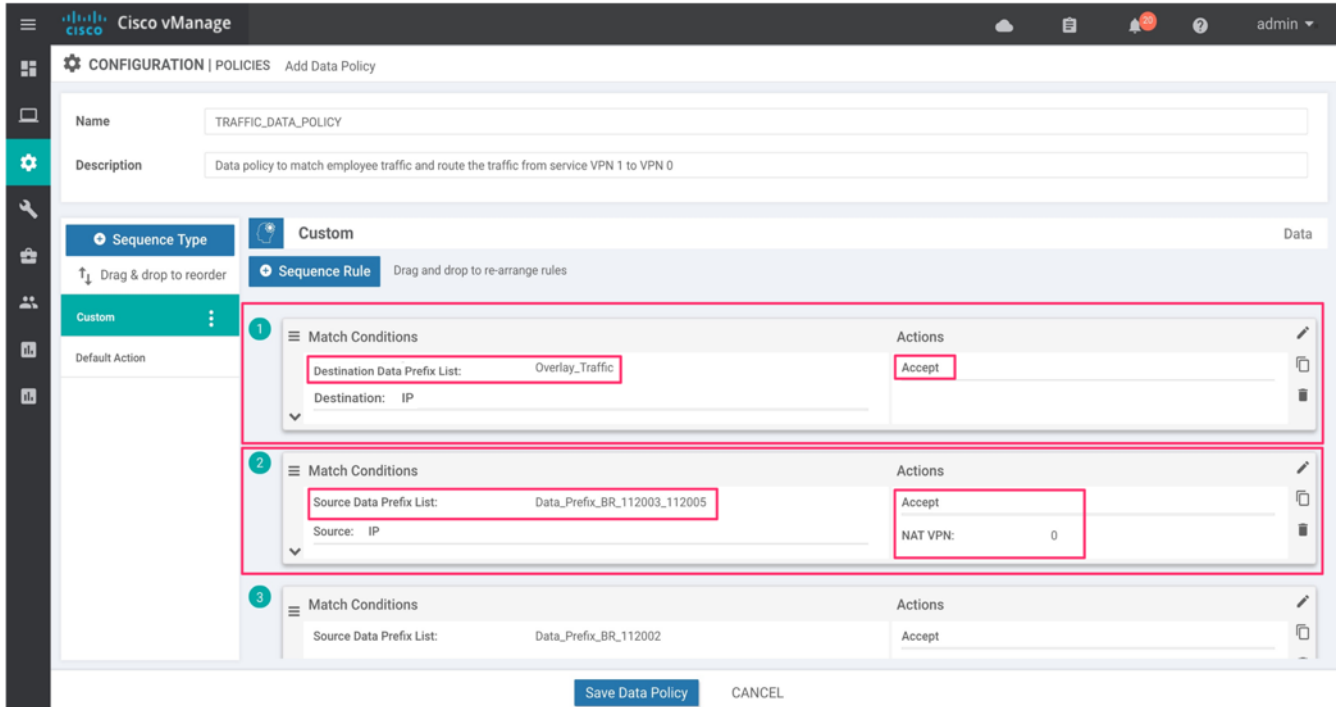 cisco Cisco vManage 20 admin
CONFIGURATION | POLICIES Add Data Policy
Name TRAFFIC_DATA_POLICY
Description Data policy to match employee traffic and route the traffic from service VPN 1 to VPN 0
Sequence Type
Drag & drop to reorder
Custom
Default Action
Custom Data
Sequence Rule Drag and drop to re-arrange rules
1
Match Conditions Actions
Destination Data Prefix List: Overlay_Traffic Accept
Destination: IP
2
Match Conditions Actions
Source Data Prefix List: Data_Prefix_BR_112003_112005 Accept
Source: IP NAT VPN: 0
3
Match Conditions Actions
Source Data Prefix List: Data_Prefix_BR_112002 Accept
Save Data Policy CANCEL